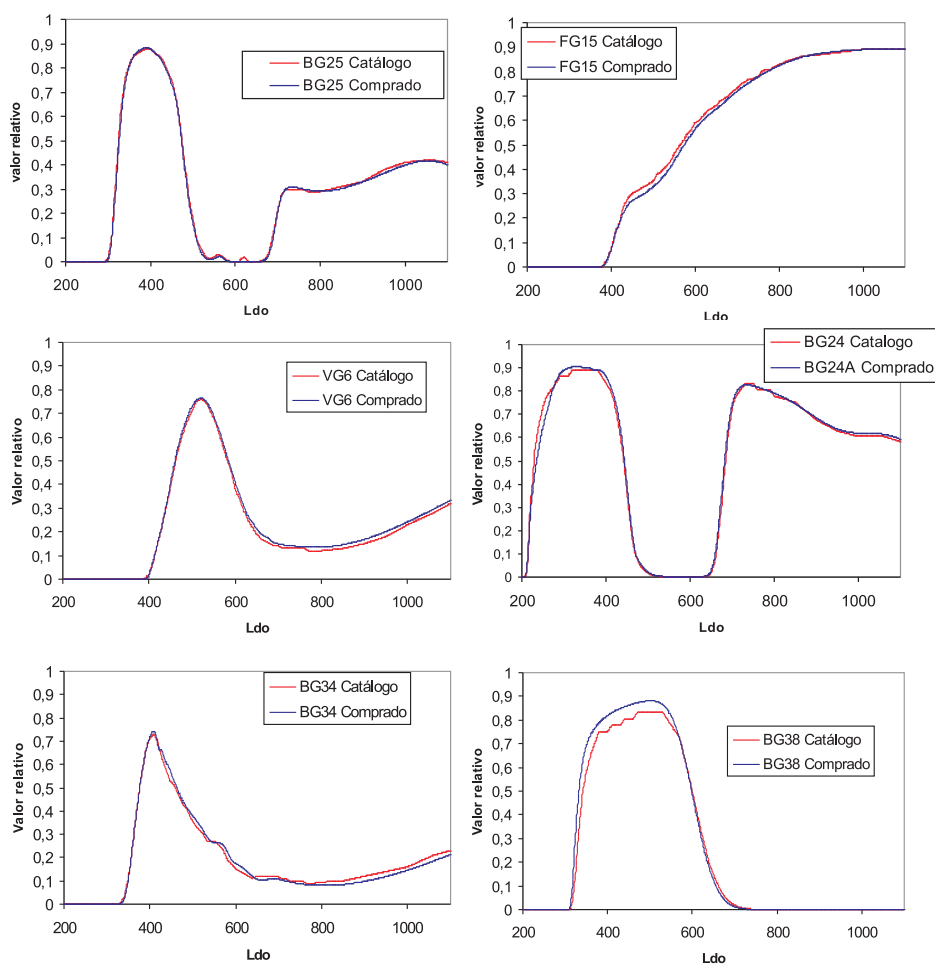 BG25 Catálogo
BG25 Comprado
valor relativo
1
0,9
0,8
0,7
0,6
0,5
0,4
0,3
0,2
0,1
0
200 400 600 800 1000
Ldo
FG15 Catálogo
FG15 Comprado
valor relativo
1
0,9
0,8
0,7
0,6
0,5
0,4
0,3
0,2
0,1
0
200 400 600 800 1000
Ldo
VG6 Catálogo
VG6 Comprado
Valor relativo
1
0,9
0,8
0,7
0,6
0,5
0,4
0,3
0,2
0,1
0
200 400 600 800 1000
Ldo
BG24 Catalogo
BG24A Comprado
Valor relativo
1
0,9
0,8
0,7
0,6
0,5
0,4
0,3
0,2
0,1
0
200 400 600 800 1000
Ldo
BG34 Catálogo
BG34 Comprado
Valor relativo
1
0,9
0,8
0,7
0,6
0,5
0,4
0,3
0,2
0,1
0
200 400 600 800 1000
Ldo
BG38 Catálogo
BG38 Comprado
Valor relativo
1
0,9
0,8
0,7
0,6
0,5
0,4
0,3
0,2
0,1
0
200 400 600 800 1000
Ldo